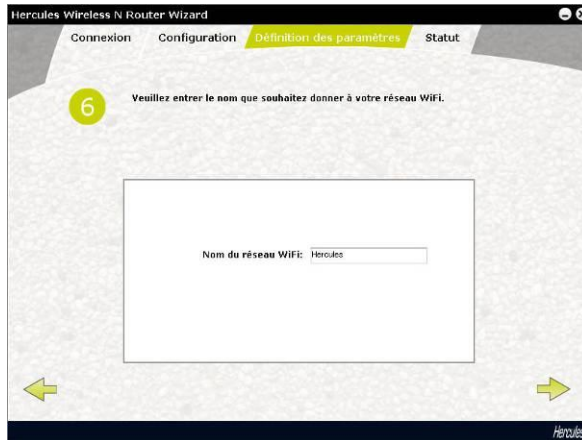 Hercules Wireless N Router Wizard
Connexion Configuration Définition des paramètres Statut
6
Veuillez entrer le nom que souhaitez donner à votre réseau WiFi.
Nom du réseau WiFi: Hercules
Hercules